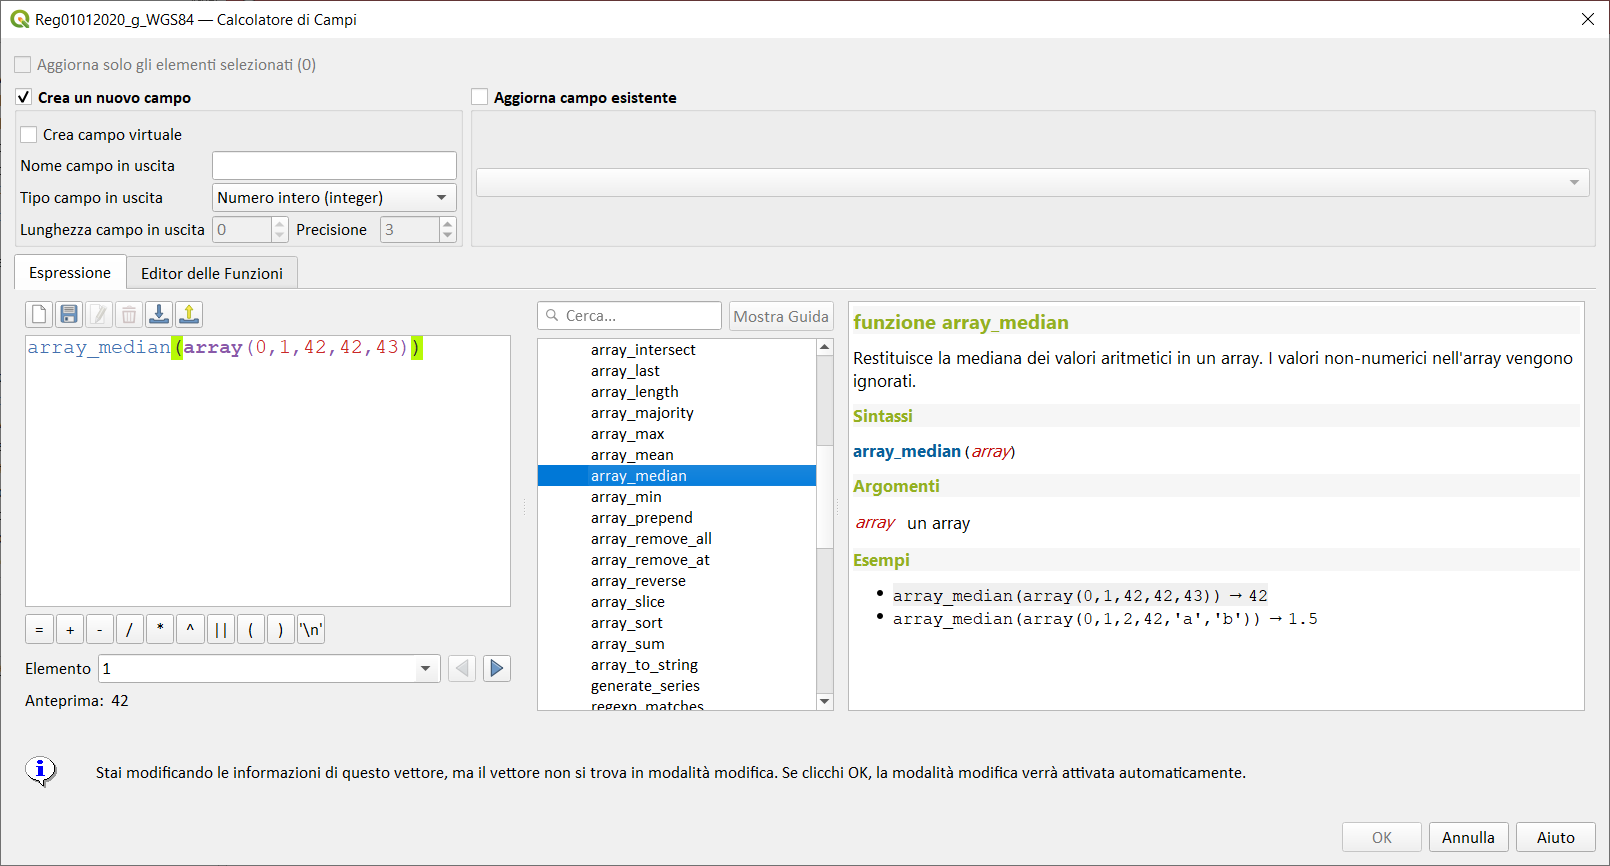 Reg01012020_g_WGS84 — Calcolatore di Campi
Aggiorna solo gli elementi selezionati (0)
Crea un nuovo campo
Aggiorna campo esistente
Crea campo virtuale
Nome campo in uscita
Tipo campo in uscita
Numero intero (integer)
Lunghezza campo in uscita
0
Precisione
3
Espressione
Editor delle Funzioni
array_median(array(0,1,42,42,43))
= + - / * ^ || ( ) '\n'
Elemento
1
Anteprima: 42
Cerca...
Mostra Guida
array_intersect
array_last
array_length
array_majority
array_max
array_mean
array_median
array_min
array_prepend
array_remove_all
array_remove_at
array_reverse
array_slice
array_sort
array_sum
array_to_string
generate_series
regexp_matches
funzione array_median
Restituisce la mediana dei valori aritmetici in un array. I valori non-numerici nell'array vengono
ignorati.
Sintassi
array_median(array)
Argomenti
array un array
Esempi
• array_median(array(0,1,42,42,43)) → 42
• array_median(array(0,1,2,42,'a','b')) → 1.5
Stai modificando le informazioni di questo vettore, ma il vettore non si trova in modalità modifica. Se clicchi OK, la modalità modifica verrà attivata automaticamente.
OK
Annulla
Aiuto